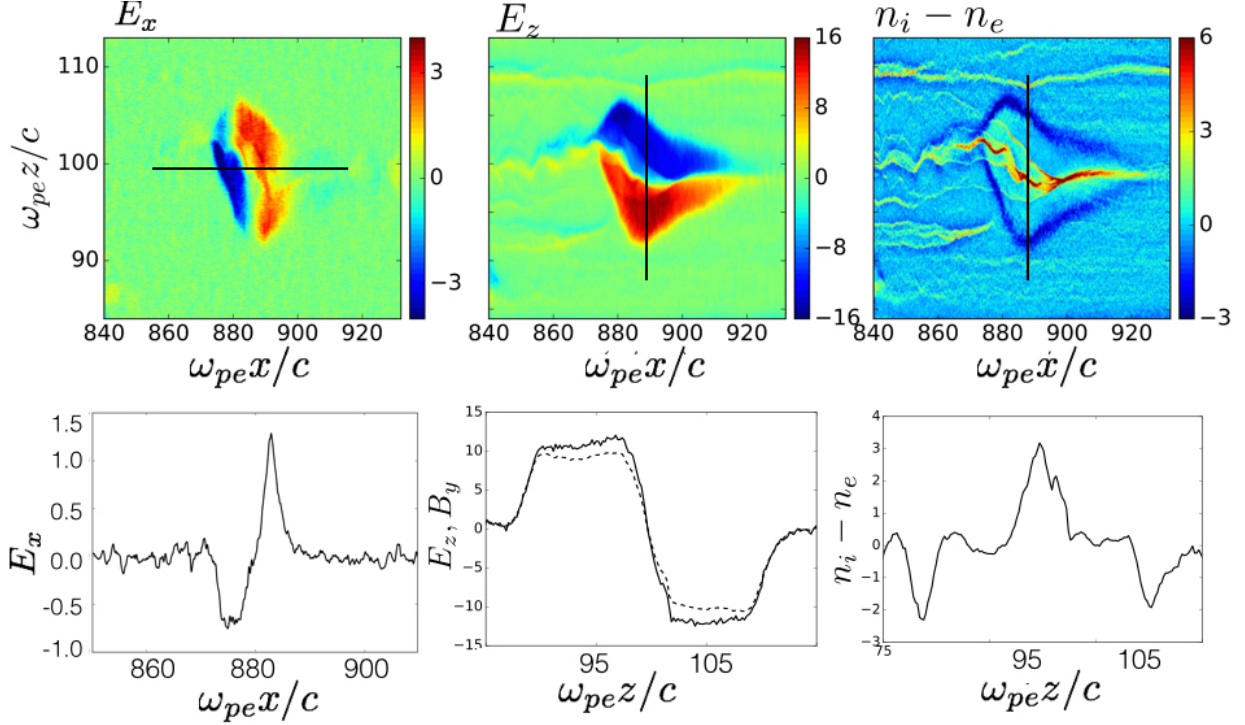 E_x
E_z
n_i − n_e
ω_pe z/c
110
100
90
840 860 880 900 920
3
0
−3
840 860 880 900 920
16
8
0
−8
−16
840 860 880 900 920
6
3
0
−3
ω_pe x/c
ω_pe x/c
ω_pe x/c
E_x
1.5
1.0
0.5
0.0
-0.5
-1.0
860 880 900
ω_pe x/c
E_z, B_y
15
10
5
0
−5
−10
−15
95 105
ω_pe z/c
n_i − n_e
4
3
2
1
0
−1
−2
−3
75 95 105
ω_pe z/c